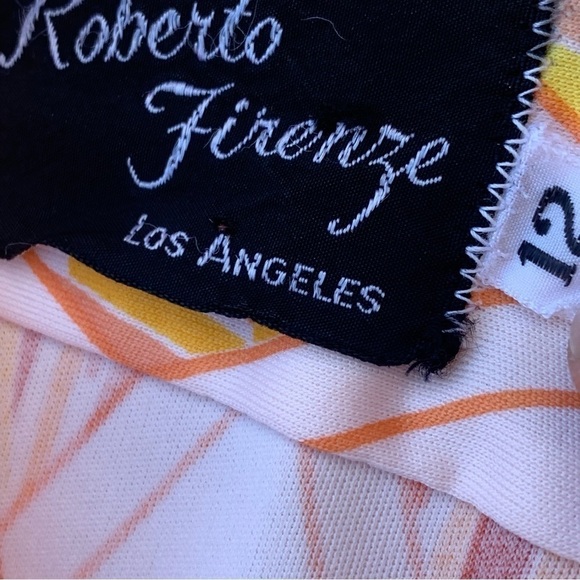 Roberto
Firenze
LOS ANGELES
12